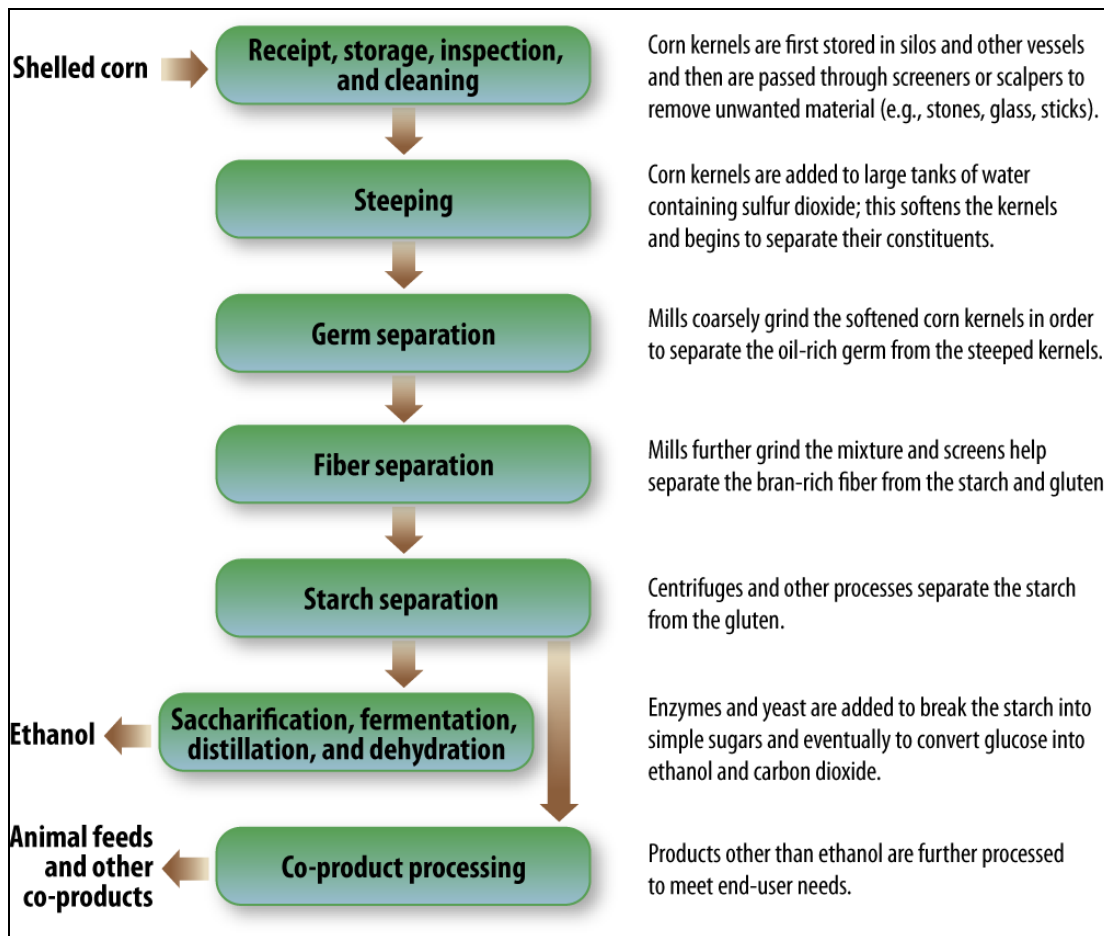 Shelled corn
Receipt, storage, inspection,
and cleaning
Corn kernels are first stored in silos and other vessels
and then are passed through screeners or scalpers to
remove unwanted material (e.g., stones, glass, sticks).
Steeping
Corn kernels are added to large tanks of water
containing sulfur dioxide; this softens the kernels
and begins to separate their constituents.
Germ separation
Mills coarsely grind the softened corn kernels in order
to separate the oil-rich germ from the steeped kernels.
Fiber separation
Mills further grind the mixture and screens help
separate the bran-rich fiber from the starch and gluten
Starch separation
Centrifuges and other processes separate the starch
from the gluten.
Ethanol
Saccharification, fermentation,
distillation, and dehydration
Enzymes and yeast are added to break the starch into
simple sugars and eventually to convert glucose into
ethanol and carbon dioxide.
Animal feeds
and other
co-products
Co-product processing
Products other than ethanol are further processed
to meet end-user needs.